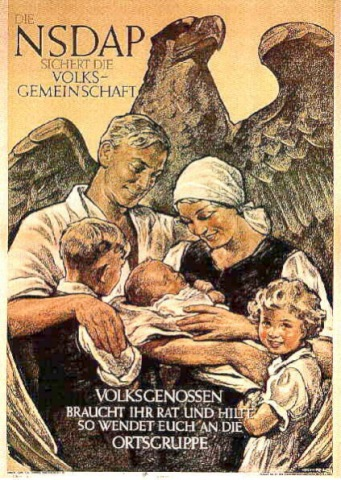 DIE
NSDAP
SICHERT DIE
VOLKS-
GEMEINSCHAFT
VOLKSGENOSSEN
BRAUCHT IHR RAT UND HILFE
SO WENDET EUCH AN DIE
ORTSGRUPPE